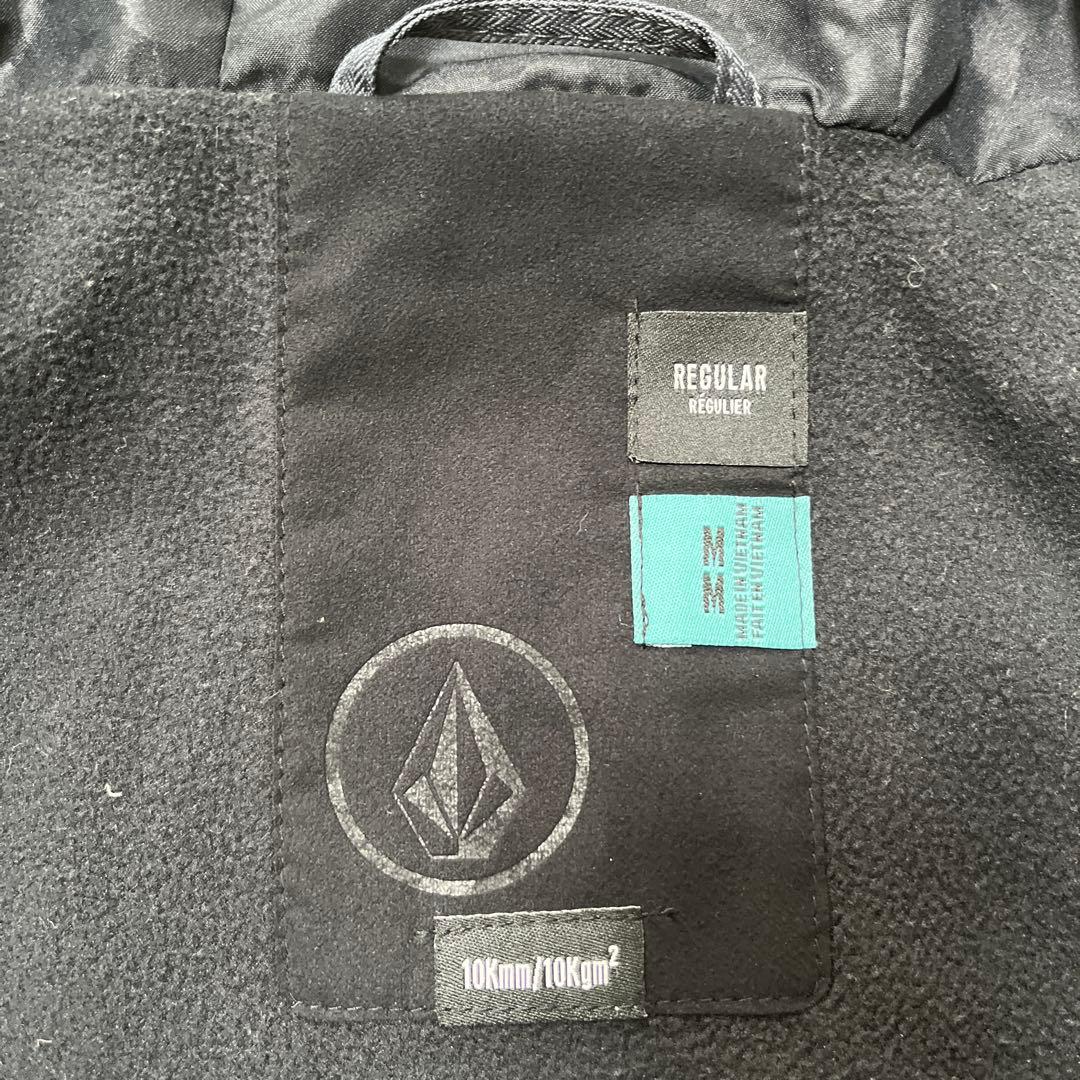 REGULAR
RÉGULIER
MADE IN VIETNAM
FAIT EN VIETNAM
10Kmm/10Kgm²